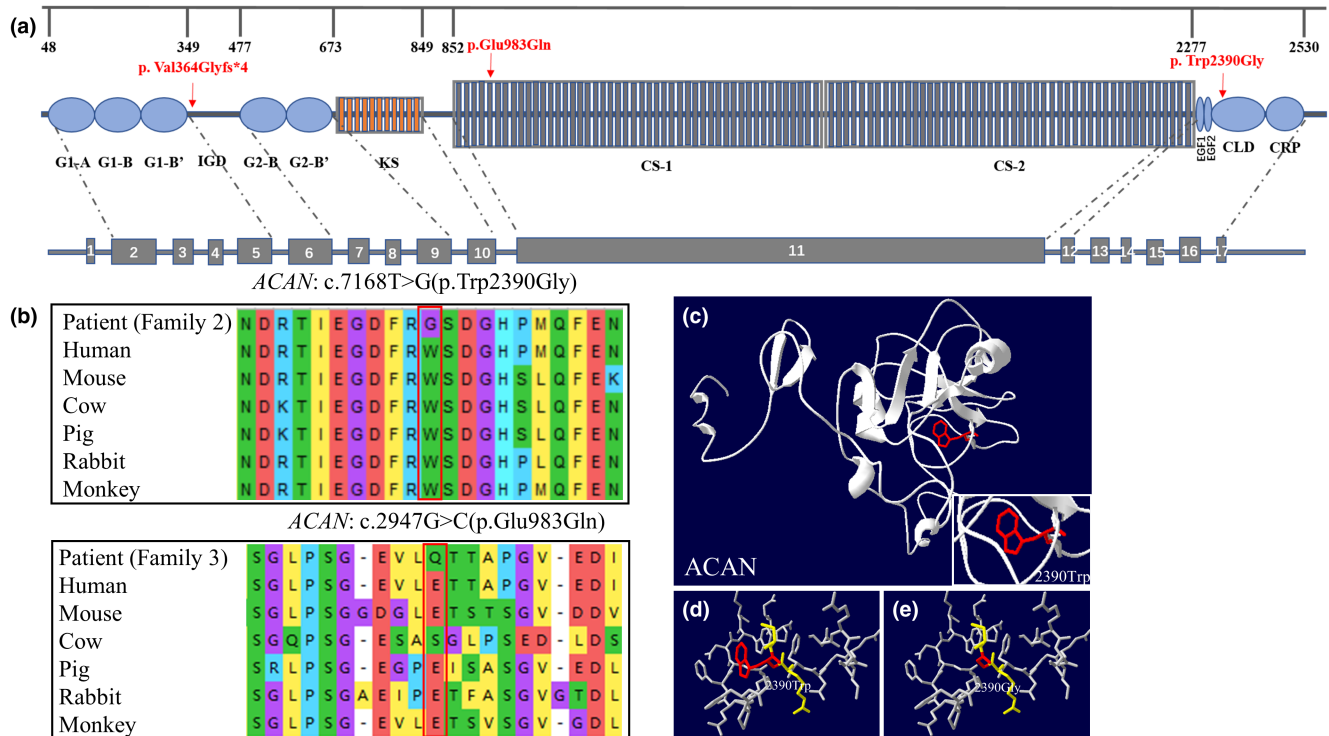 (a)
48 349 477 673 849 852 2277 2530
p. Val364Glyfs*4 p.Glu983Gln p. Trp2390Gly
G1-A G1-B G1-B' IGD G2-B G2-B' KS CS-1 CS-2 EGF1 EGF2 CLD CRP
1 2 3 4 5 6 7 8 9 10 11 12 13 14 15 16 17
ACAN: c.7168T>G(p.Trp2390Gly)
(b)
Patient (Family 2) N D R T I E G D F R G S D G H P M Q F E N
Human N D R T I E G D F R W S D G H P M Q F E N
Mouse N D R T I E G D F R W S D G H S L Q F E K
Cow N D K T I E G D F R W S D G H S L Q F E N
Pig N D K T I E G D F R W S D G H S L Q F E N
Rabbit N D R T I E G D F R W S D G H P L Q F E N
Monkey N D R T I E G D F R W S D G H P M Q F E N
ACAN: c.2947G>C(p.Glu983Gln)
Patient (Family 3) S G L P S G - E V L Q T T A P G V - E D I
Human S G L P S G - E V L E T T A P G V - E D I
Mouse S G L P S G G D G L E T S T S G V - D D V
Cow S G Q P S G - E S A S G L P S E D - L D S
Pig S R L P S G - E G P E I S A S G V - E D L
Rabbit S G L P S G A E I P E T F A S G V G T D L
Monkey S G L P S G - E V L E T S V S G V - G D L
(c)
ACAN
2390Trp
(d)
2390Trp
(e)
2390Gly